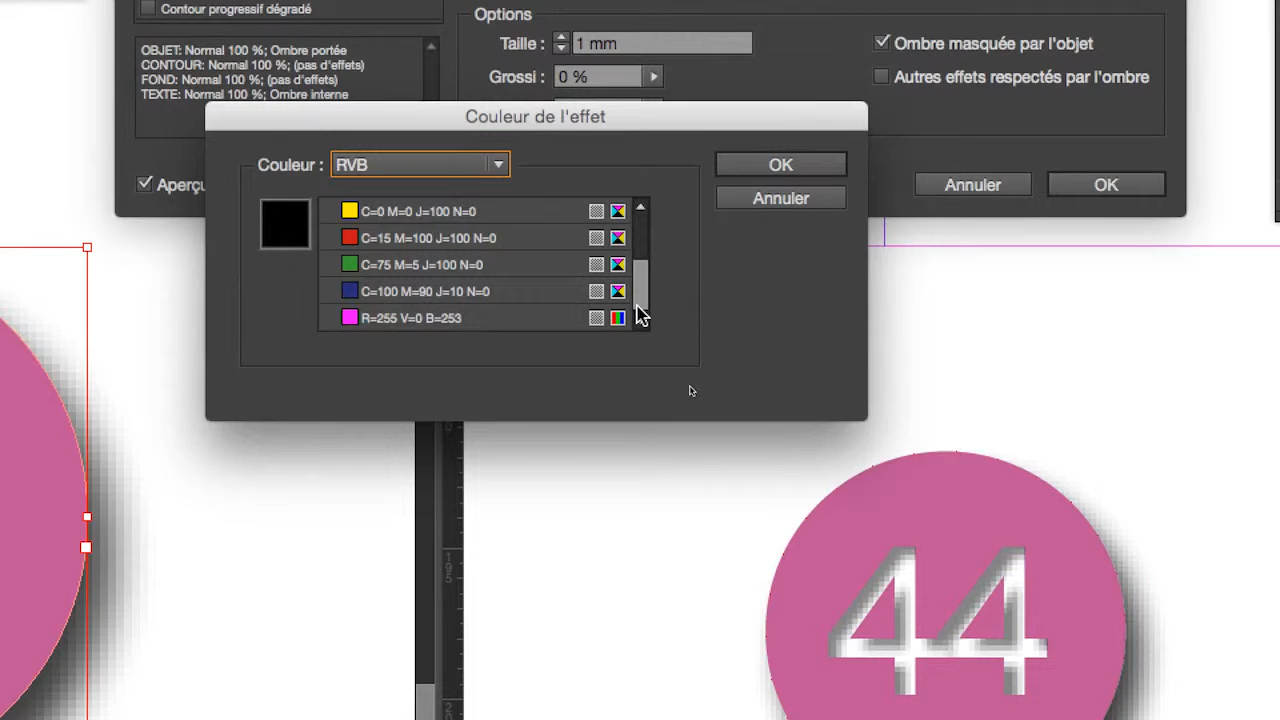 Contour progressif dégradé
Options
Taille :
1 mm
Ombre masquée par l'objet
Grossi :
0 %
Autres effets respectés par l'ombre
OBJET: Normal 100 %; Ombre portée
CONTOUR: Normal 100 %; (pas d'effets)
FOND: Normal 100 %; (pas d'effets)
TEXTE: Normal 100 %; Ombre interne
Couleur de l'effet
Couleur :
RVB
OK
Annuler
Aperçu
Annuler
OK
C=0 M=0 J=100 N=0
C=15 M=100 J=100 N=0
C=75 M=5 J=100 N=0
C=100 M=90 J=10 N=0
R=255 V=0 B=253
44